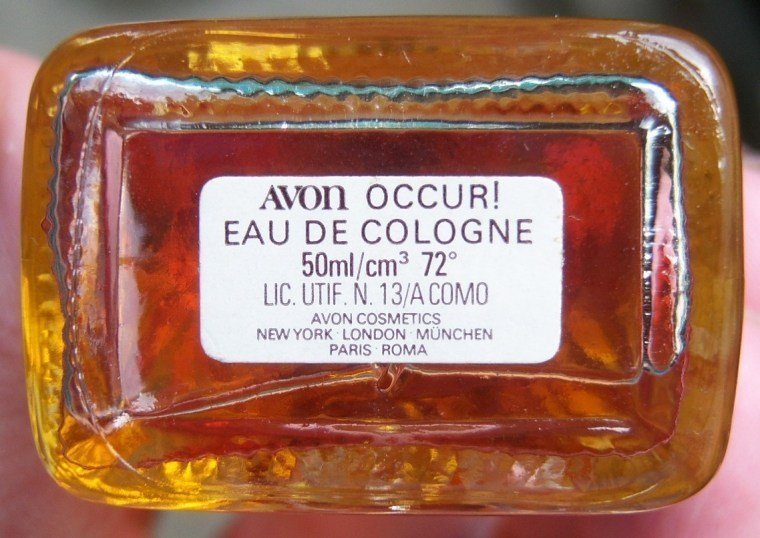 AVON OCCUR!
EAU DE COLOGNE
50ml/cm³ 72°
LIC. UTIF. N. 13/A COMO
AVON COSMETICS
NEW YORK · LONDON · MÜNCHEN
PARIS · ROMA